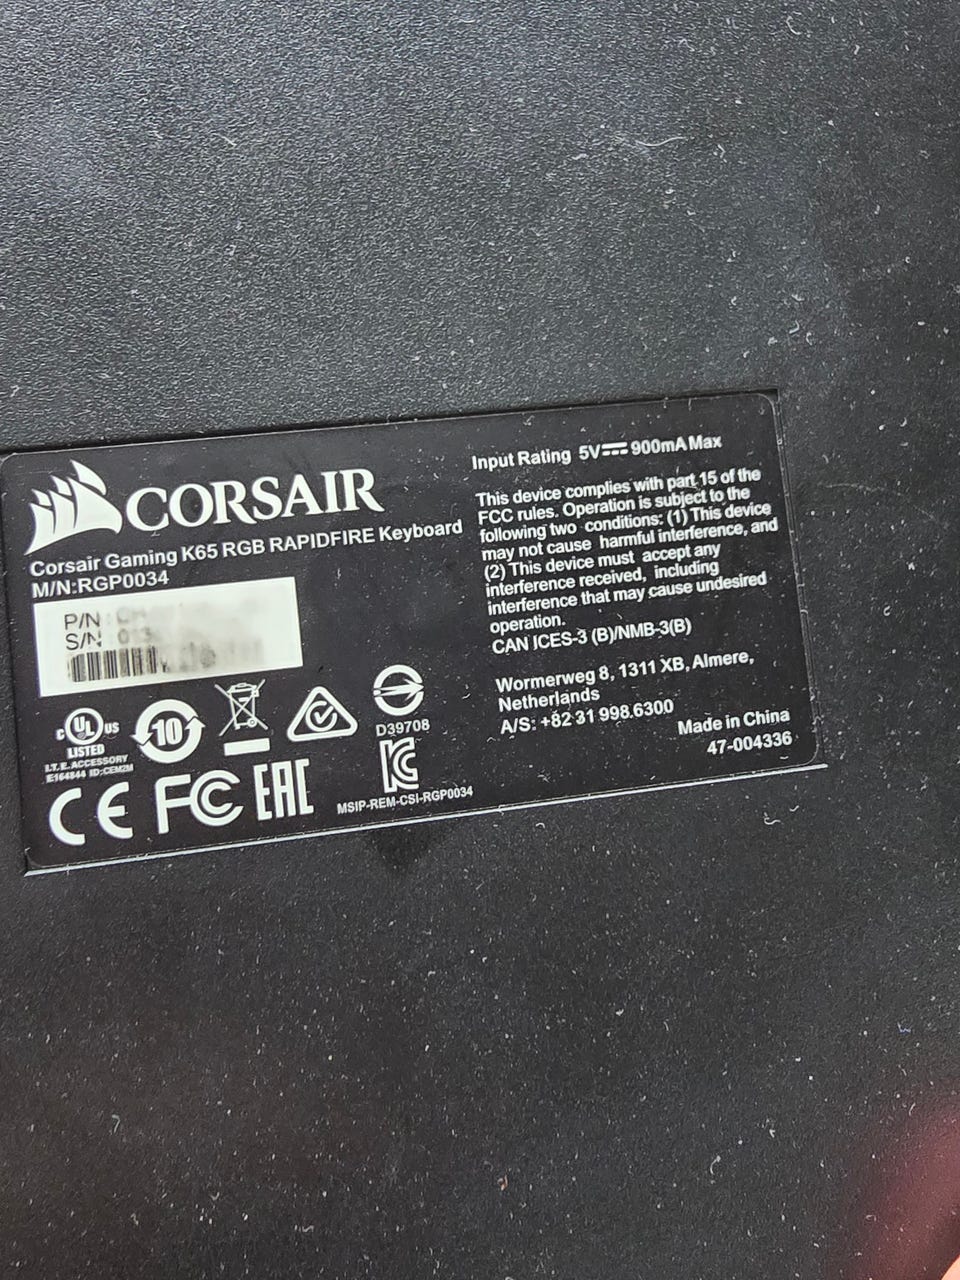 CORSAIR
Corsair Gaming K65 RGB RAPIDFIRE Keyboard
M/N:RGP0034
P/N
S/N
c UL US
LISTED
I.T.E. ACCESSORY
E164844 ID:CEM2M
10
D39708
CE FC EAC
MSIP-REM-CSI-RGP0034
Input Rating 5V⎓900mA Max
This device complies with part 15 of the
FCC rules. Operation is subject to the
following two conditions: (1) This device
may not cause harmful interference, and
(2) This device must accept any
interference received, including
interference that may cause undesired
operation.
CAN ICES-3 (B)/NMB-3(B)
Wormerweg 8, 1311 XB, Almere,
Netherlands
A/S: +82 31 998.6300
Made in China
47-004336